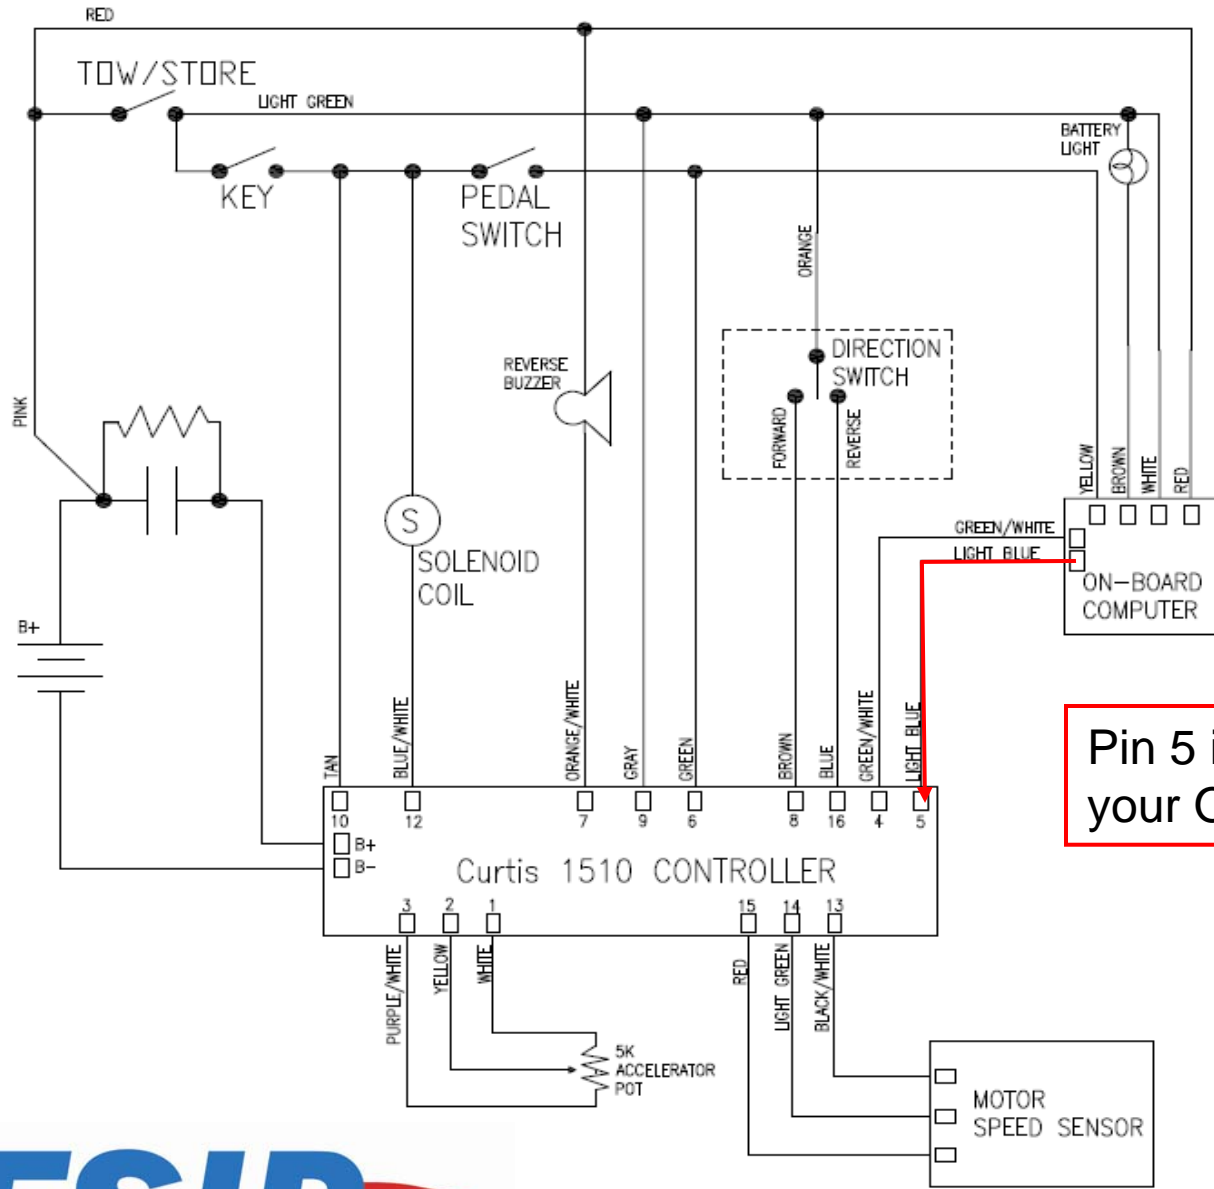 RED
TOW/STORE
LIGHT GREEN
BATTERY
LIGHT
KEY
PEDAL
SWITCH
ORANGE
DIRECTION
SWITCH
REVERSE
BUZZER
PINK
FORWARD
REVERSE
YELLOW
BROWN
WHITE
RED
S
SOLENOID
COIL
GREEN/WHITE
LIGHT BLUE
ON-BOARD
COMPUTER
B+
TAN
BLUE/WHITE
ORANGE/WHITE
GRAY
GREEN
BROWN
BLUE
GREEN/WHITE
LIGHT BLUE
Pin 5 i
your
10 12 7 9 6 8 16 4 5
B+
B-
Curtis 1510 CONTROLLER
3 2 1 15 14 13
PURPLE/WHITE
YELLOW
WHITE
RED
LIGHT GREEN
BLACK/WHITE
5K
ACCELERATOR
POT
MOTOR
SPEED SENSOR